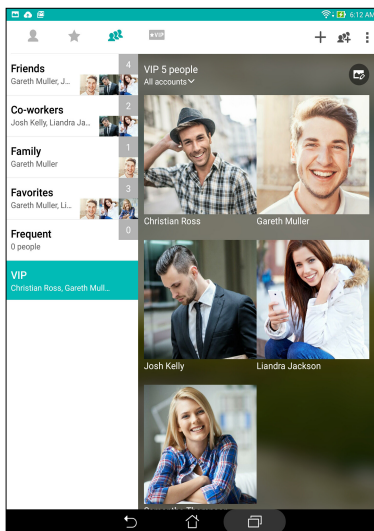 6:12 AM
VIP
Friends
4
Gareth Muller, J...
Co-workers
2
Josh Kelly, Liandra Ja...
Family
1
Gareth Muller
Favorites
3
Gareth Muller, Li...
Frequent
0
0 people
VIP
Christian Ross, Gareth Mull...
VIP 5 people
All accounts
Christian Ross
Gareth Muller
Josh Kelly
Liandra Jackson